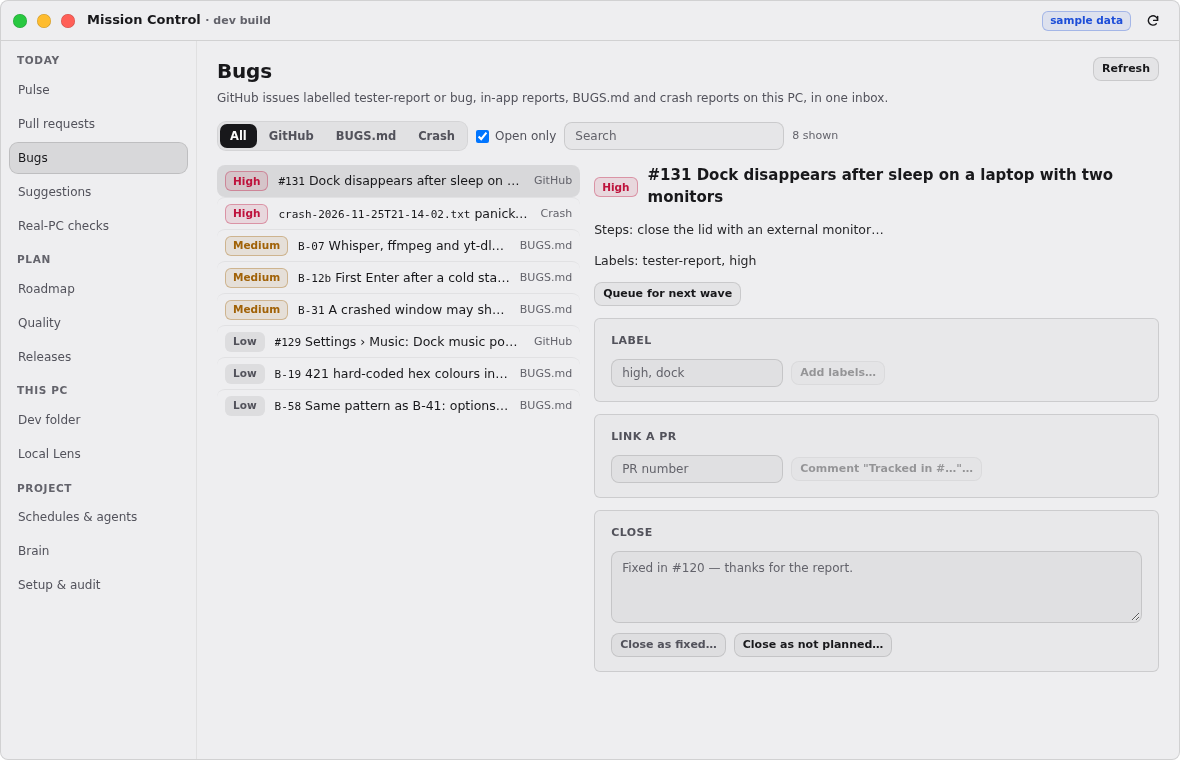 Mission Control · dev build
sample data
TODAY
Pulse
Pull requests
Bugs
Suggestions
Real-PC checks
PLAN
Roadmap
Quality
Releases
THIS PC
Dev folder
Local Lens
PROJECT
Schedules & agents
Brain
Setup & audit
Bugs
Refresh
GitHub issues labelled tester-report or bug, in-app reports, BUGS.md and crash reports on this PC, in one inbox.
All GitHub BUGS.md Crash Open only Search 8 shown
High #131 Dock disappears after sleep on … GitHub
High crash-2026-11-25T21-14-02.txt panick… Crash
Medium B-07 Whisper, ffmpeg and yt-dl… BUGS.md
Medium B-12b First Enter after a cold sta… BUGS.md
Medium B-31 A crashed window may sh… BUGS.md
Low #129 Settings › Music: Dock music po… GitHub
Low B-19 421 hard-coded hex colours in… BUGS.md
Low B-58 Same pattern as B-41: options… BUGS.md
High #131 Dock disappears after sleep on a laptop with two
monitors
Steps: close the lid with an external monitor…
Labels: tester-report, high
Queue for next wave
LABEL
high, dock Add labels…
LINK A PR
PR number Comment "Tracked in #…"…
CLOSE
Fixed in #120 — thanks for the report.
Close as fixed… Close as not planned…